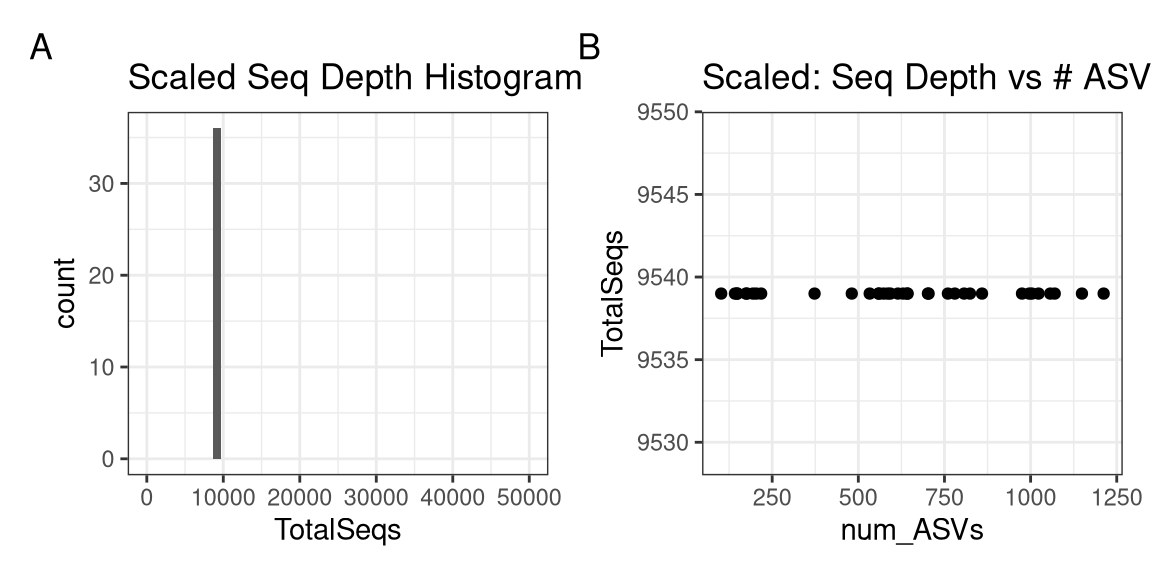 A
Scaled Seq Depth Histogram
count
30
20
10
0
0 10000 20000 30000 40000 50000
TotalSeqs
B
Scaled: Seq Depth vs # ASV
TotalSeqs
9550
9545
9540
9535
9530
250 500 750 1000 1250
num_ASVs